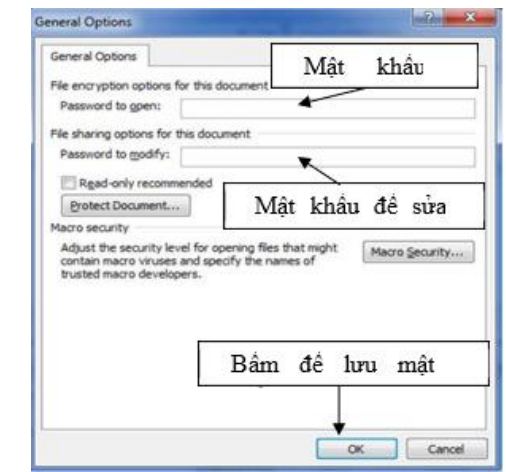 General Options
General Options
Mật khẩu
File encryption options for this document
Password to open:
File sharing options for this document
Password to modify:
Read-only recommended
Protect Document...
Mật khẩu để sửa
Macro security
Adjust the security level for opening files that might
contain macro viruses and specify the names of
trusted macro developers.
Macro Security...
Bấm để lưu mật
OK
Cancel